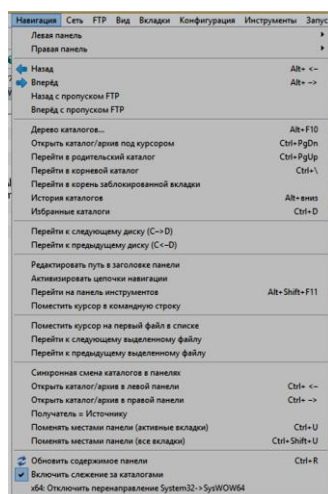 Навигация Сеть FTP Вид Вкладки Конфигурация Инструменты Запус
Левая панель
Правая панель
Назад Alt+ <-
Вперёд Alt+ ->
Назад с пропуском FTP
Вперёд с пропуском FTP
Дерево каталогов... Alt+F10
Открыть каталог/архив под курсором Ctrl+PgDn
Перейти в родительский каталог Ctrl+PgUp
Перейти в корневой каталог Ctrl+\
Перейти в корень заблокированной вкладки
История каталогов Alt+вниз
Избранные каталоги Ctrl+D
Перейти к следующему диску (C->D)
Перейти к предыдущему диску (C<-D)
Редактировать путь в заголовке панели
Активизировать цепочки навигации
Перейти на панель инструментов Alt+Shift+F11
Поместить курсор в командную строку
Поместить курсор на первый файл в списке
Перейти к следующему выделенному файлу
Перейти к предыдущему выделенному файлу
Синхронная смена каталогов в панелях
Открыть каталог/архив в левой панели Ctrl+ <-
Открыть каталог/архив в правой панели Ctrl+ ->
Получатель = Источнику
Поменять местами панели (активные вкладки) Ctrl+U
Поменять местами панели (все вкладки) Ctrl+Shift+U
Обновить содержимое панели Ctrl+R
Включить слежение за каталогами
x64: Отключить перенаправление System32->SysWOW64